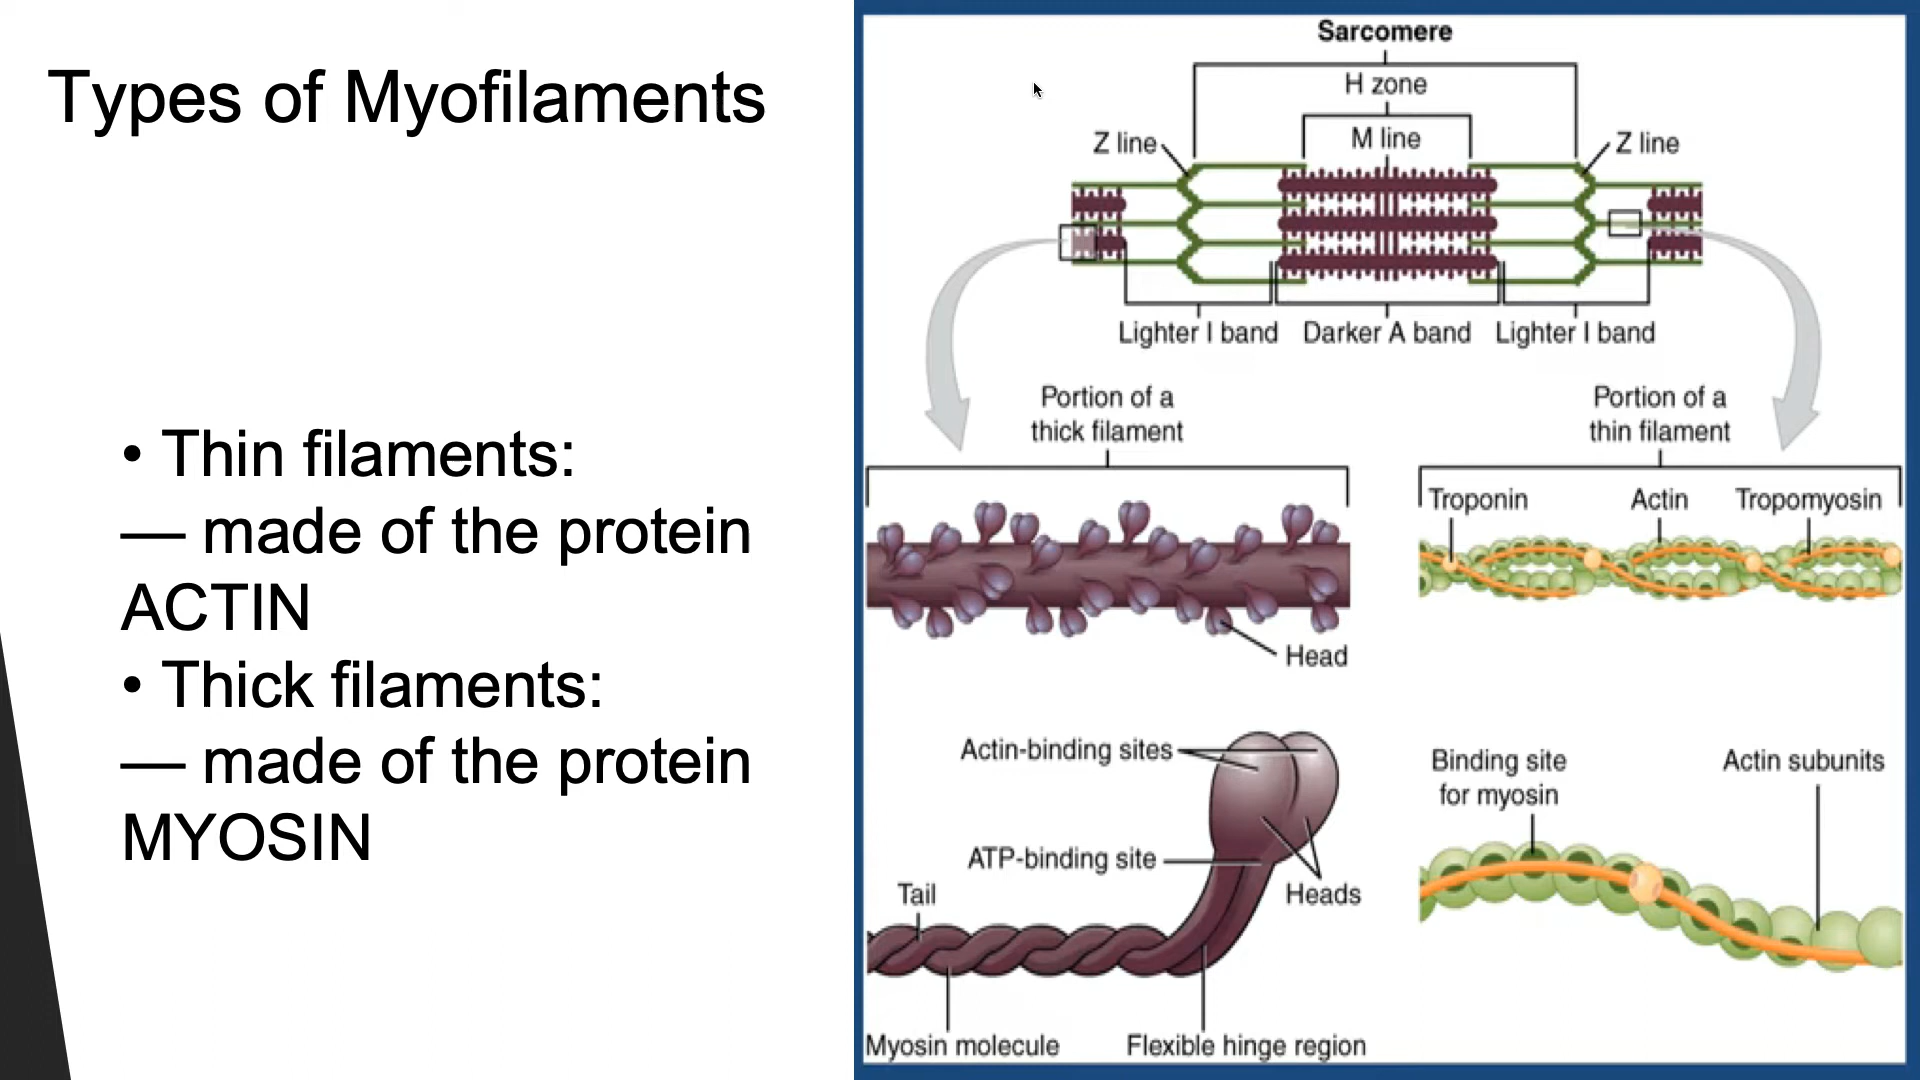 Types of Myofilaments
• Thin filaments:
— made of the protein
ACTIN
• Thick filaments:
— made of the protein
MYOSIN
Sarcomere
H zone
M line
Z line
Z line
Lighter I band
Darker A band
Lighter I band
Portion of a
thick filament
Portion of a
thin filament
Troponin
Actin
Tropomyosin
Head
Actin-binding sites
ATP-binding site
Heads
Tail
Myosin molecule
Flexible hinge region
Binding site
for myosin
Actin subunits